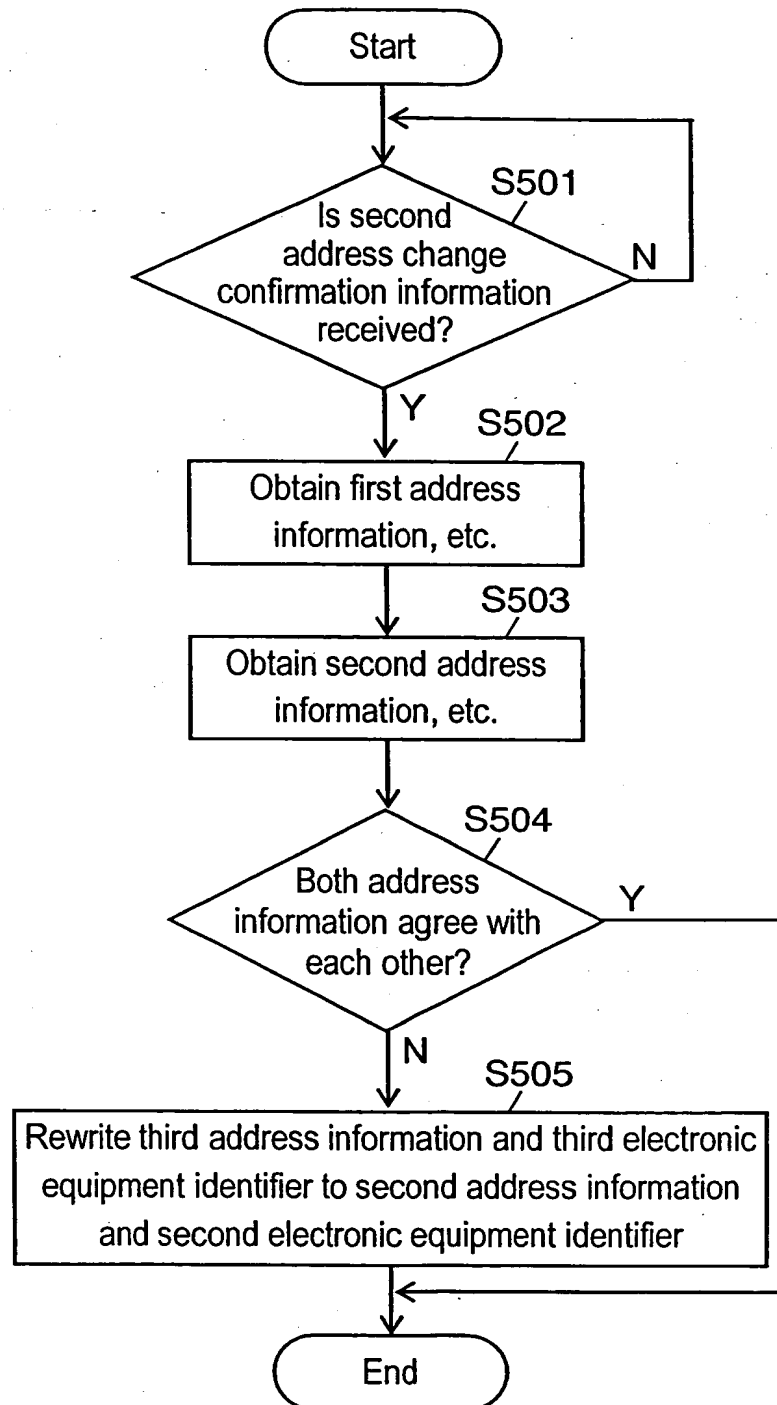 Start
S501
Is second
address change
confirmation information
received?
N
Y
S502
Obtain first address
information, etc.
S503
Obtain second address
information, etc.
S504
Both address
information agree with
each other?
Y
N
S505
Rewrite third address information and third electronic
equipment identifier to second address information
and second electronic equipment identifier
End